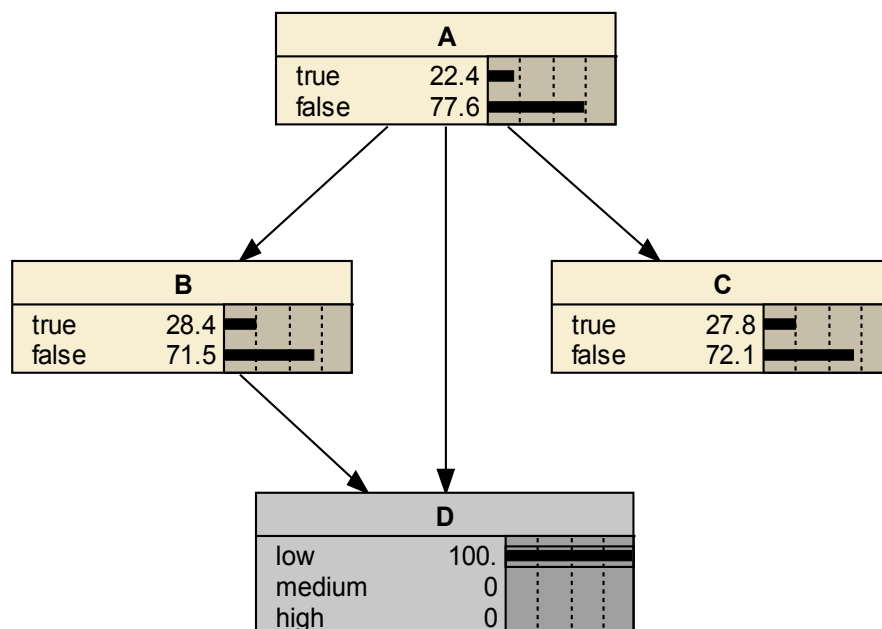 A
true 22.4
false 77.6
B
true 28.4
false 71.5
C
true 27.8
false 72.1
D
low 100.
medium 0
high 0